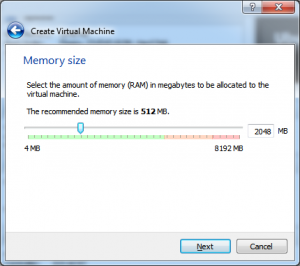 Create Virtual Machine
Memory size
Select the amount of memory (RAM) in megabytes to be allocated to the
virtual machine.
The recommended memory size is 512 MB.
2048 MB
4 MB 8192 MB
Next Cancel